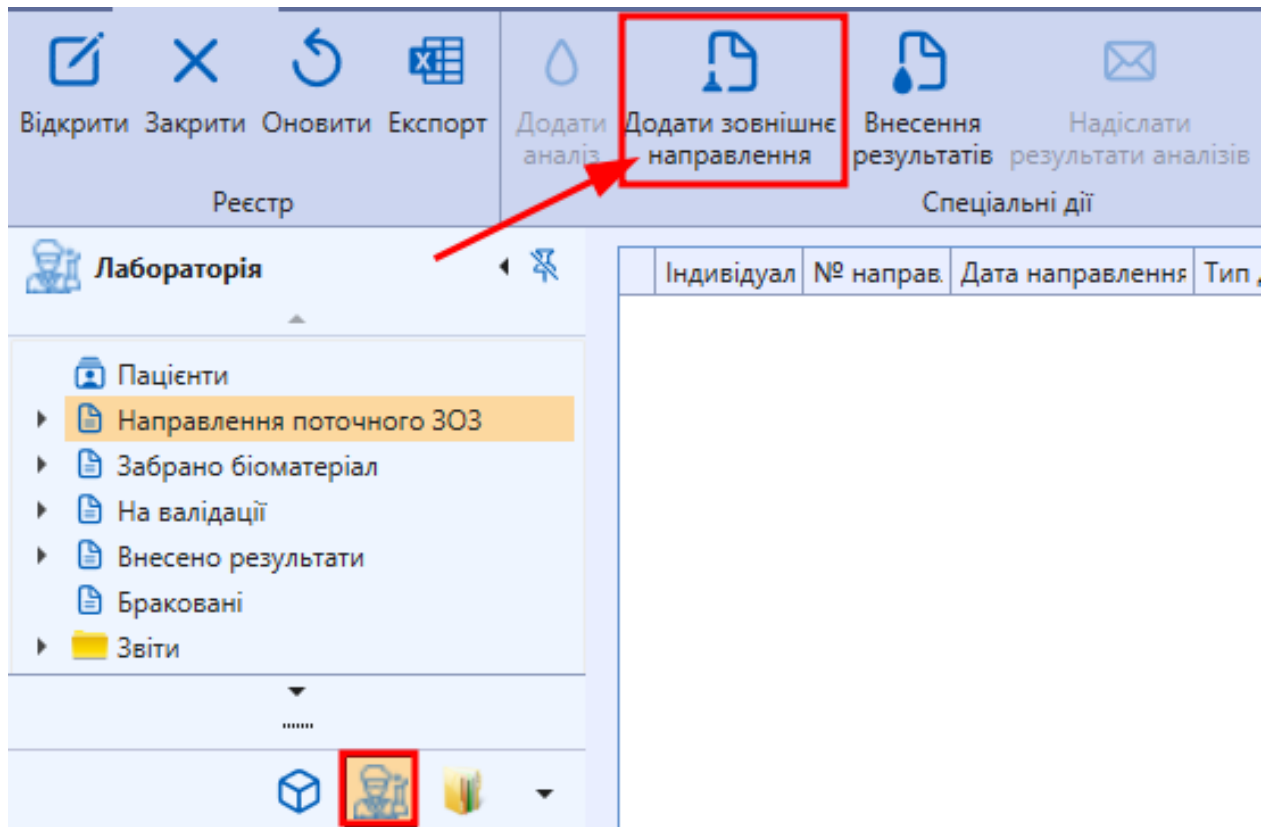 Відкрити Закрити Оновити Експорт
Реєстр
Додати аналіз
Додати зовнішнє направлення
Внесення результатів
Надіслати результати аналізів
Спеціальні дії
Лабораторія
Пацієнти
Направлення поточного ЗОЗ
Забрано біоматеріал
На валідації
Внесено результати
Браковані
Звіти
Індивідуал № направ. Дата направлення Тип